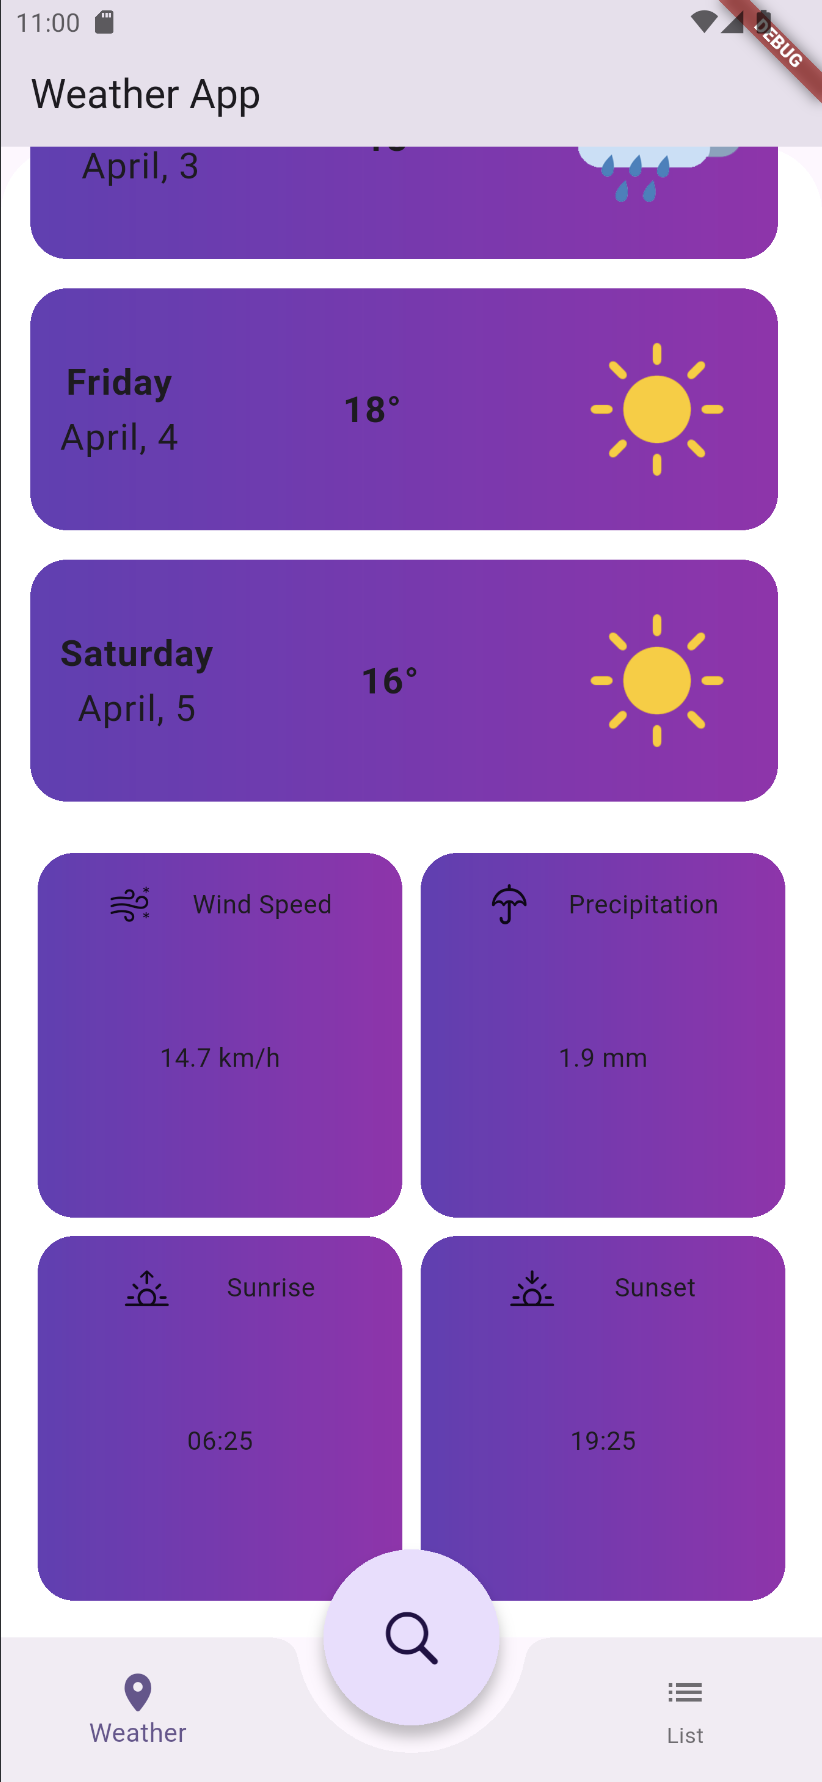 11:00
DEBUG
Weather App
April, 3
Friday
April, 4
18°
Saturday
April, 5
16°
Wind Speed
14.7 km/h
Precipitation
1.9 mm
Sunrise
06:25
Sunset
19:25
Weather
List